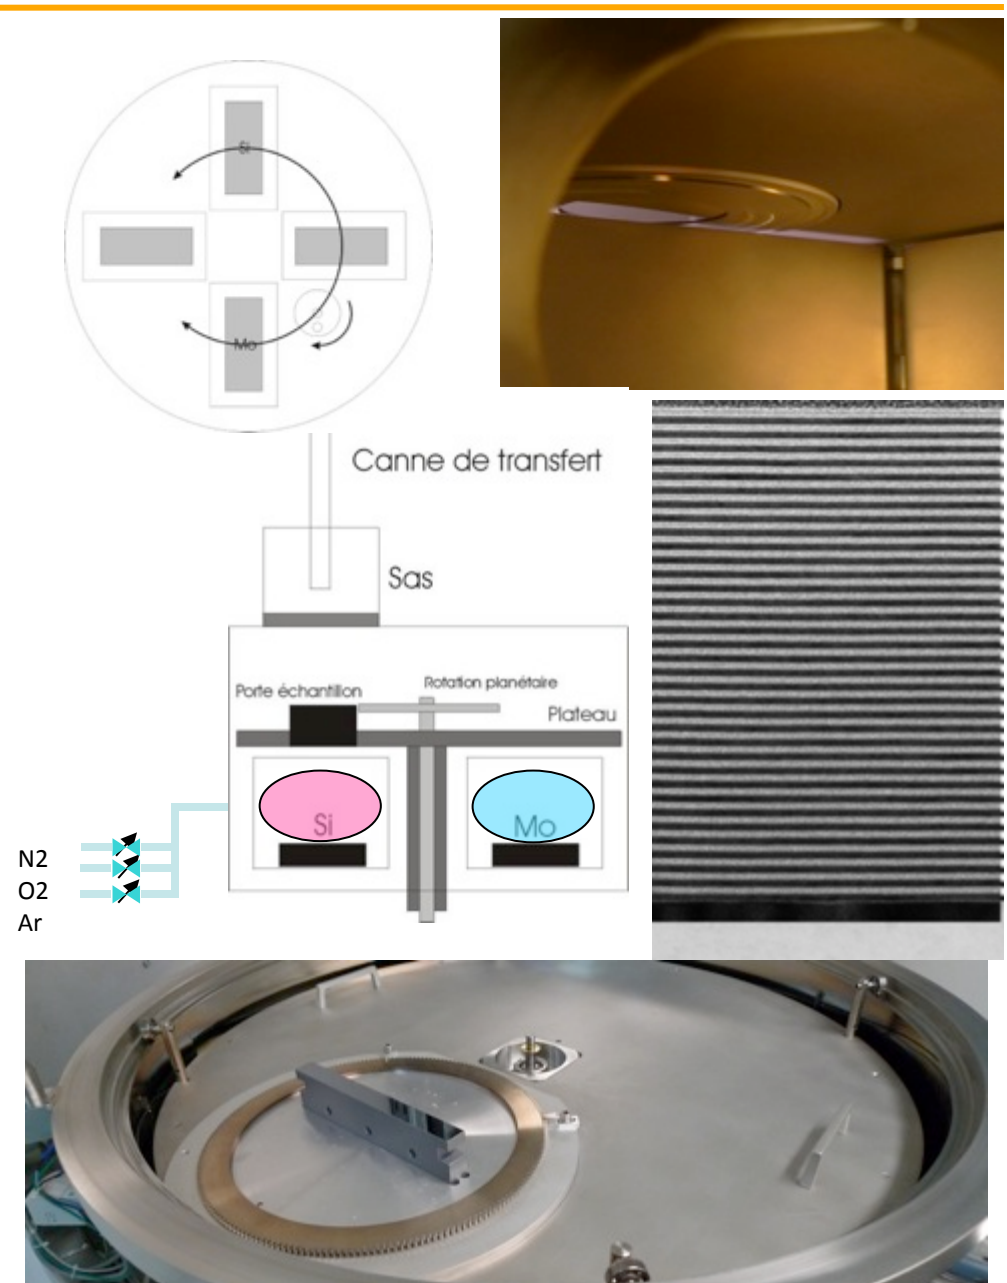 Si
Mo
Canne de transfert
Sas
Porte échantillon
Rotation planétaire
Plateau
Si
Mo
N2
O2
Ar